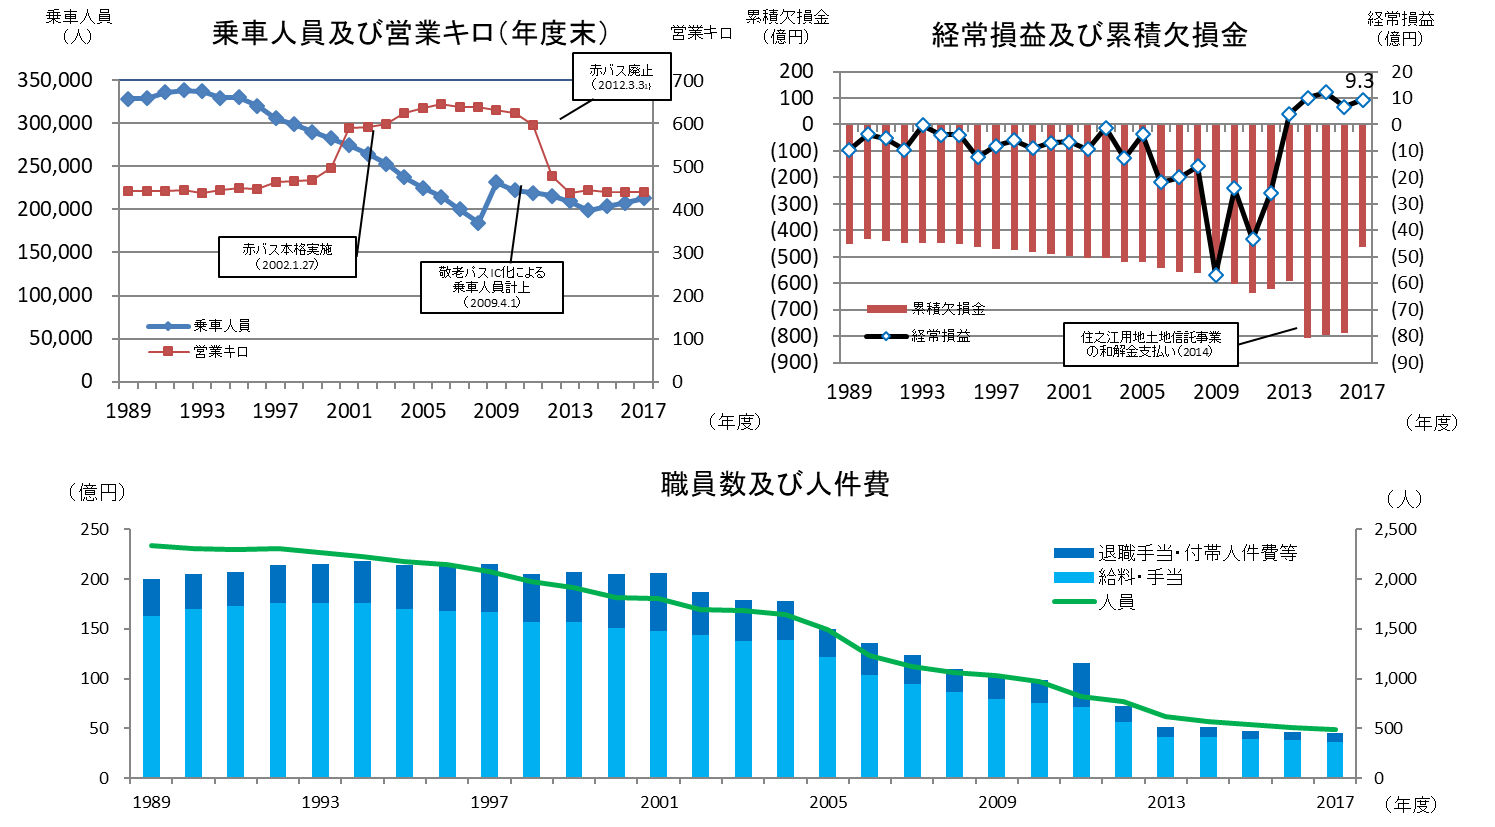 乗車人員
（人）
乗車人員及び営業キロ（年度末）
営業キロ
赤バス廃止
（2012.3.31）
350,000
300,000
250,000
200,000
150,000
100,000
50,000
0
700
600
500
400
300
200
100
0
赤バス本格実施
（2002.1.27）
敬老パスIC化による
乗車人員計上
（2009.4.1）
乗車人員
営業キロ
1989 1993 1997 2001 2005 2009 2013 2017
（年度）
累積欠損金
（億円）
経常損益及び累積欠損金
経常損益
（億円）
200
100
0
(100)
(200)
(300)
(400)
(500)
(600)
(700)
(800)
(900)
20
10
0
(10)
(20)
(30)
(40)
(50)
(60)
(70)
(80)
(90)
9.3
累積欠損金
経常損益
住之江用地土地信託事業
の和解金支払い（2014）
1989 1993 1997 2001 2005 2009 2013 2017
（年度）
職員数及び人件費
（億円）
（人）
250
200
150
100
50
0
2,500
2,000
1,500
1,000
500
0
退職手当・付帯人件費等
給料・手当
人員
1989 1993 1997 2001 2005 2009 2013 2017
（年度）